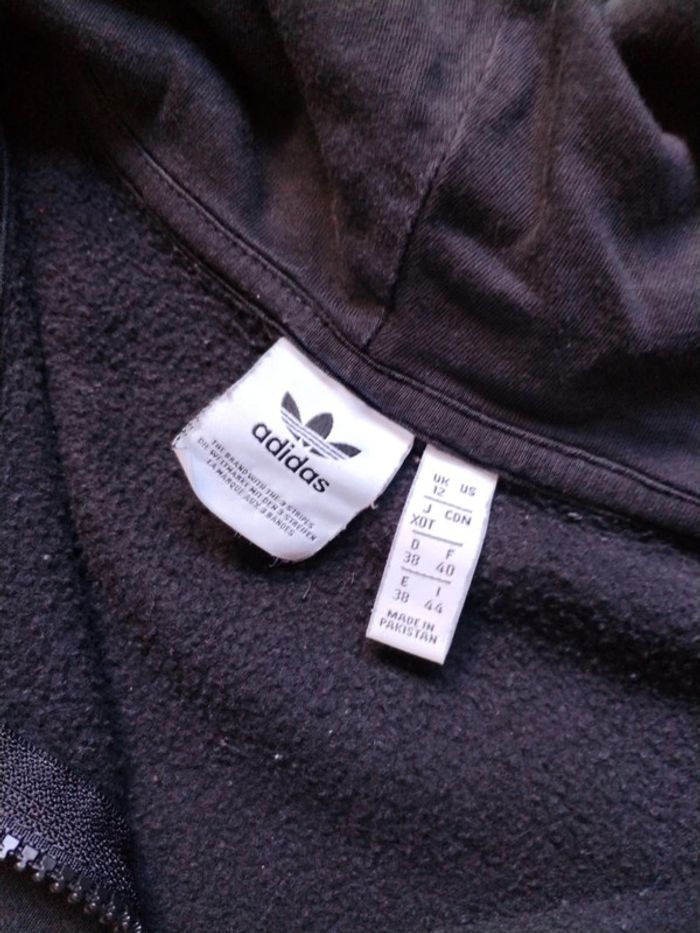 adidas
THE BRAND WITH THE 3 STRIPES
DIE WELTMARKE MIT DEN 3 STREIFEN
LA MARQUE AUX 3 BANDES
UK US
12
J CDN
XOT
D F
38 40
E I
38 44
MADE IN
PAKISTAN